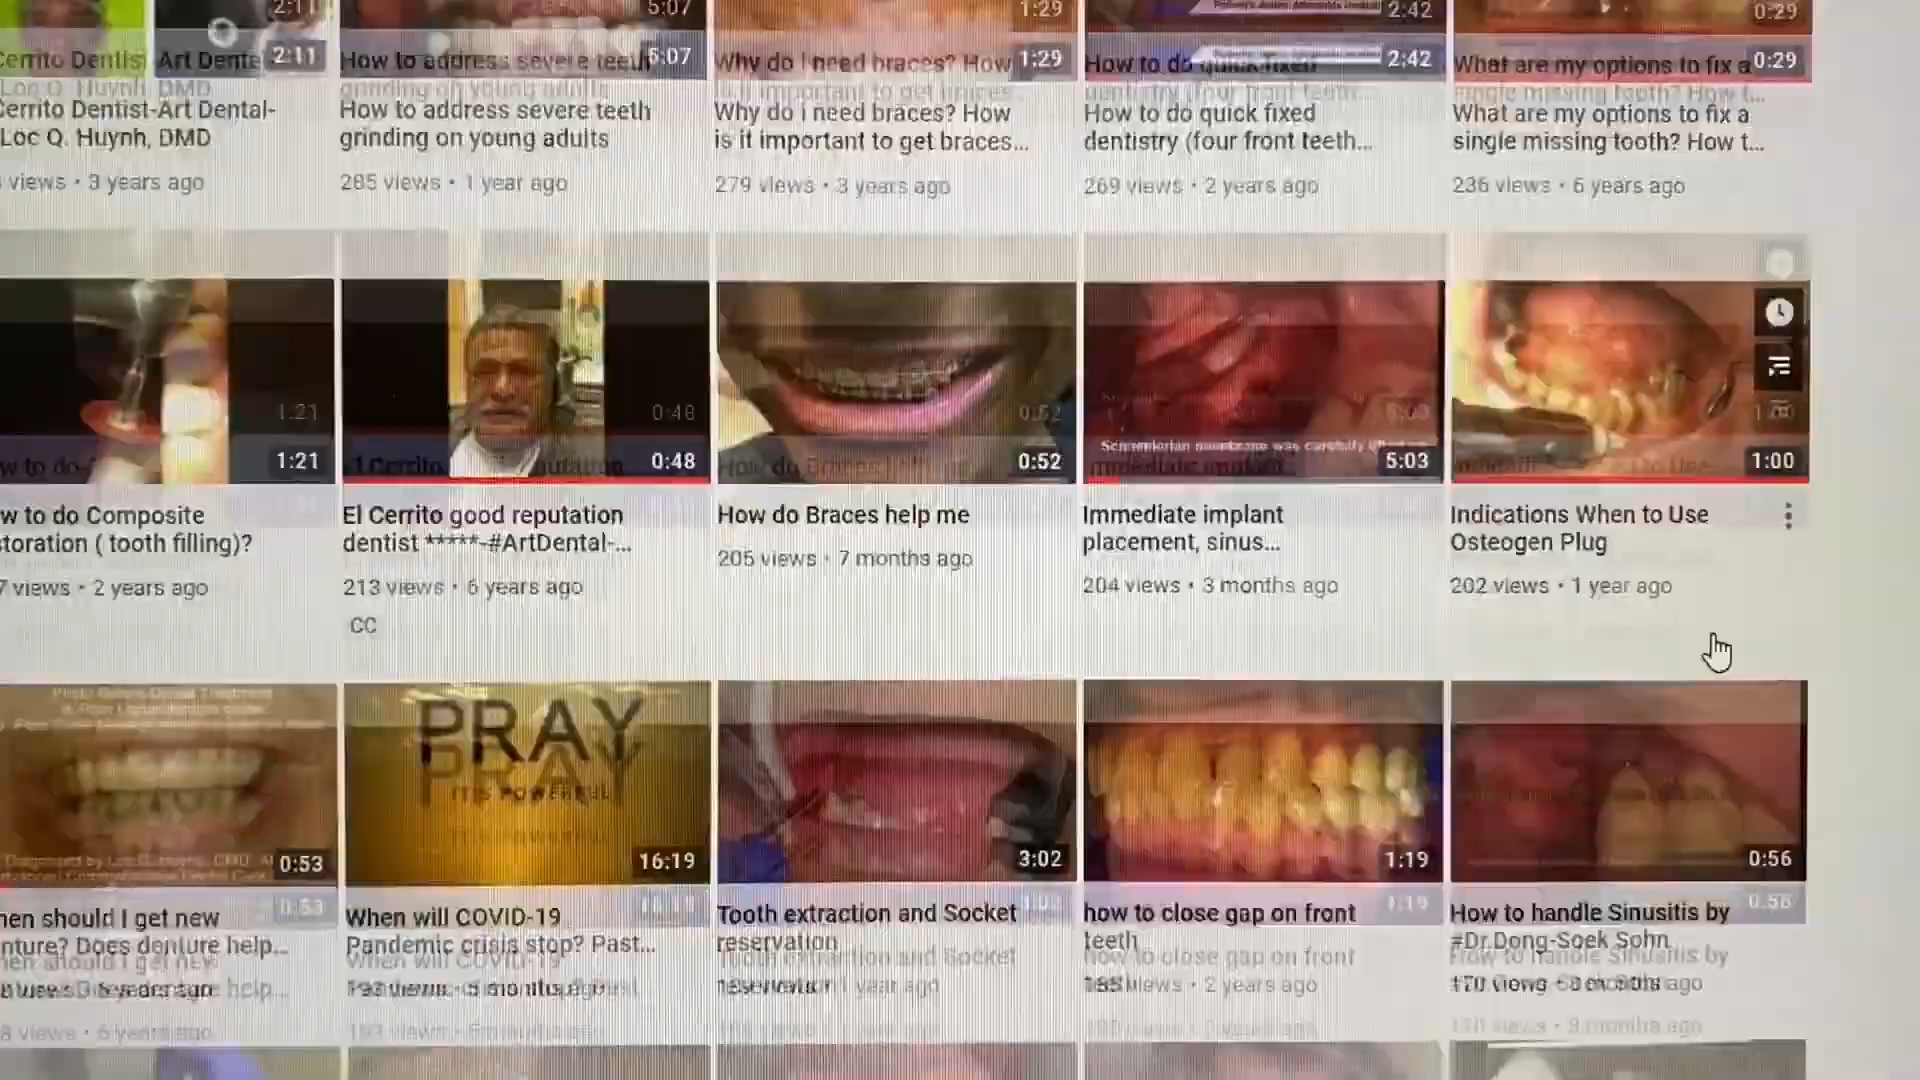 2:11
5:07
1:29
2:42
0:29
Cerrito Dentist-Art Dental-
Loc Q. Huynh, DMD
views • 3 years ago
How to address severe teeth
grinding on young adults
285 views • 1 year ago
Why do i need braces? How
is it important to get braces...
279 views • 3 years ago
How to do quick fixed
dentistry (four front teeth...
269 views • 2 years ago
What are my options to fix a
single missing tooth? How t...
236 views • 6 years ago
1:21
0:48
0:52
5:03
1:00
w to do Composite
toration ( tooth filling)?
7 views • 2 years ago
El Cerrito good reputation
dentist *****-#ArtDental-...
213 views • 6 years ago
CC
How do Braces help me
205 views • 7 months ago
Immediate implant
placement, sinus...
204 views • 3 months ago
Indications When to Use
Osteogen Plug
202 views • 1 year ago
PRAY
IT IS POWERFUL
0:53
16:19
3:02
1:19
0:56
hen should I get new
nture? Does denture help...
When will COVID-19
Pandemic crisis stop? Past...
Tooth extraction and Socket
reservation
how to close gap on front
teeth
2 years ago
How to handle Sinusitis by
#Dr.Dong-Soek Sohn